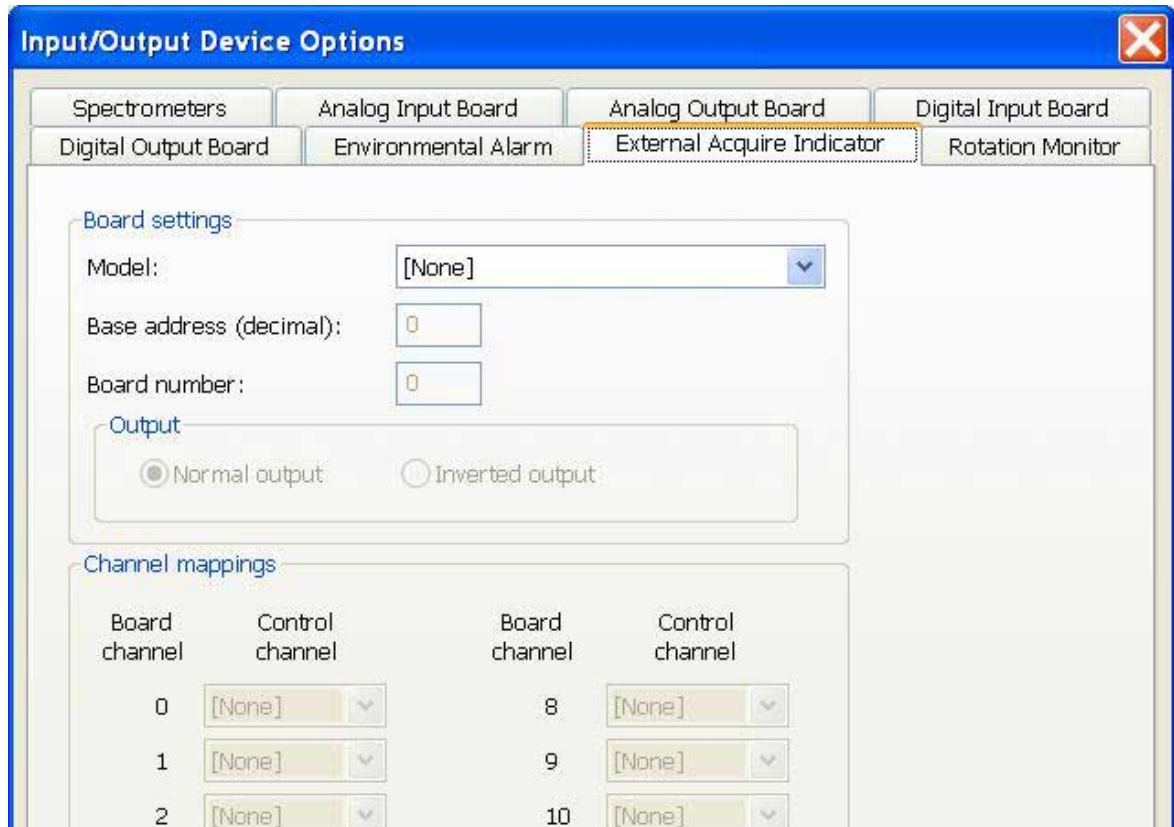 Input/Output Device Options
Spectrometers Analog Input Board Analog Output Board Digital Input Board
Digital Output Board Environmental Alarm External Acquire Indicator Rotation Monitor
Board settings
Model: [None]
Base address (decimal): 0
Board number: 0
Output
Normal output Inverted output
Channel mappings
Board Control Board Control
channel channel channel channel
0 [None] 8 [None]
1 [None] 9 [None]
2 [None] 10 [None]